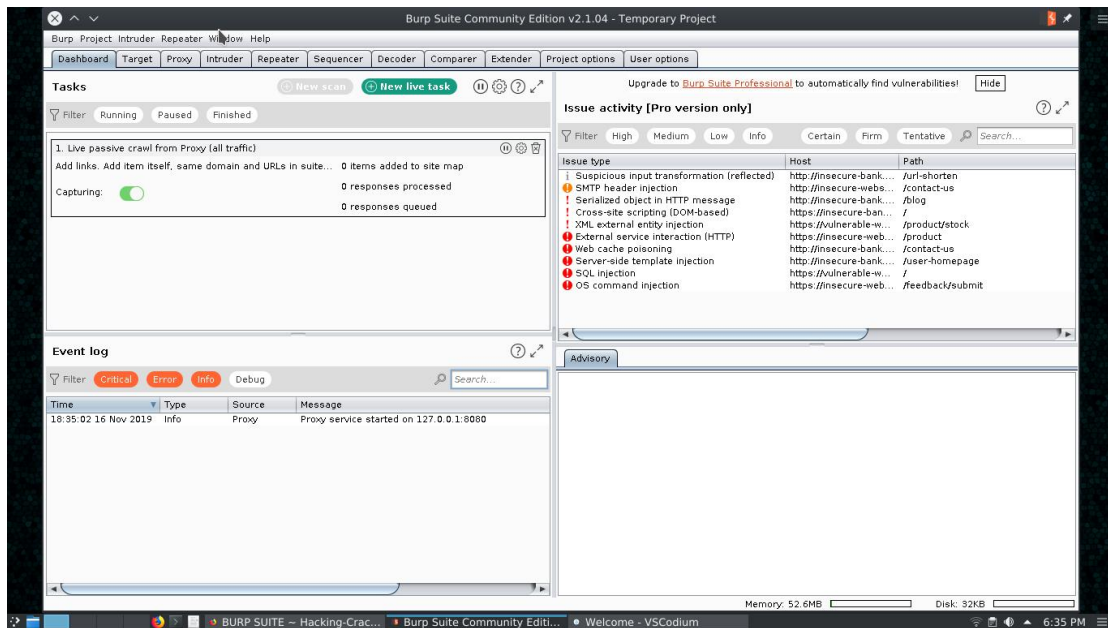 Burp Suite Community Edition v2.1.04 - Temporary Project
Burp Project Intruder Repeater Window Help
Dashboard Target Proxy Intruder Repeater Sequencer Decoder Comparer Extender Project options User options
Tasks
New scan
New live task
Filter Running Paused Finished
1. Live passive crawl from Proxy (all traffic)
Add links. Add item itself, same domain and URLs in suite... 0 items added to site map
Capturing: 0 responses processed
0 responses queued
Event log
Filter Critical Error Info Debug Search...
Time Type Source Message
18:35:02 16 Nov 2019 Info Proxy Proxy service started on 127.0.0.1:8080
Upgrade to Burp Suite Professional to automatically find vulnerabilities! Hide
Issue activity [Pro version only]
Filter High Medium Low Info Certain Firm Tentative Search...
Issue type Host Path
Suspicious input transformation (reflected) http://insecure-bank.... /url-shorten
SMTP header injection http://insecure-webs... /contact-us
Serialized object in HTTP message http://insecure-bank.... /blog
Cross-site scripting (DOM-based) https://insecure-ban... /
XML external entity injection https://vulnerable-w... /product/stock
External service interaction (HTTP) https://insecure-web... /product
Web cache poisoning http://insecure-bank.... /contact-us
Server-side template injection http://insecure-bank.... /user-homepage
SQL injection https://vulnerable-w... /
OS command injection https://insecure-web... /feedback/submit
Advisory
Memory: 52.6MB Disk: 32KB
BURP SUITE ~ Hacking-Crac... Burp Suite Community Editi... Welcome - VSCodium 6:35 PM